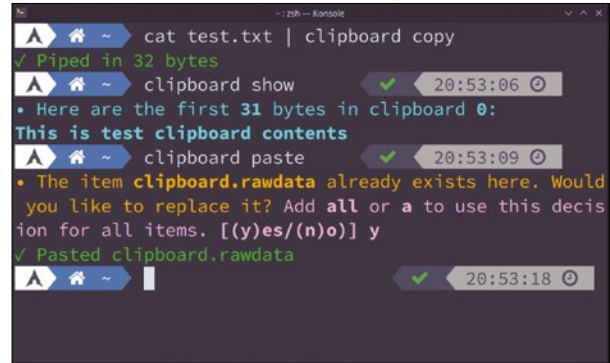 ~ : zsh — Konsole
~ cat test.txt | clipboard copy
✓ Piped in 32 bytes
~ clipboard show ✔ 20:53:06
• Here are the first 31 bytes in clipboard 0:
This is test clipboard contents
~ clipboard paste ✔ 20:53:09
• The item clipboard.rawdata already exists here. Would
you like to replace it? Add all or a to use this decis
ion for all items. [(y)es/(n)o)] y
✓ Pasted clipboard.rawdata
~ ✔ 20:53:18